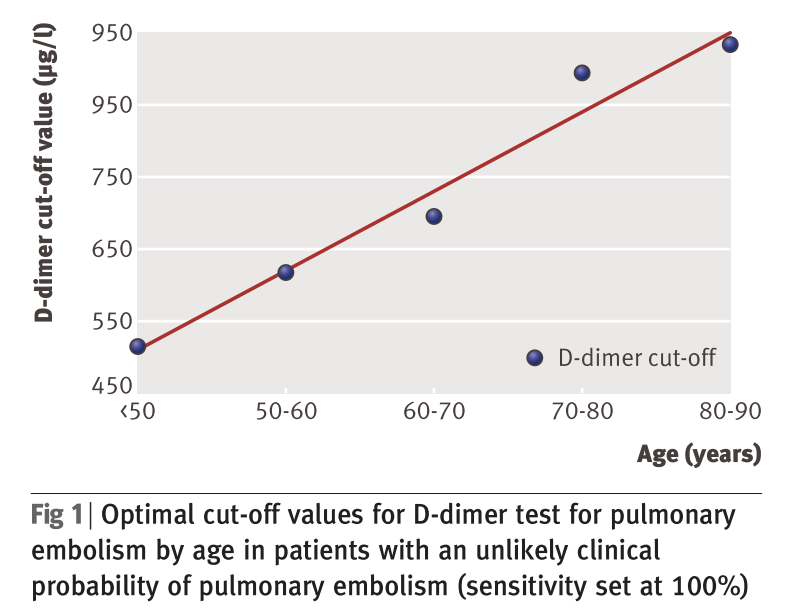 D-dimer cut-off value (µg/l)
950
950
750
650
550
450
D-dimer cut-off
<50 50-60 60-70 70-80 80-90
Age (years)
Fig 1| Optimal cut-off values for D-dimer test for pulmonary
embolism by age in patients with an unlikely clinical
probability of pulmonary embolism (sensitivity set at 100%)